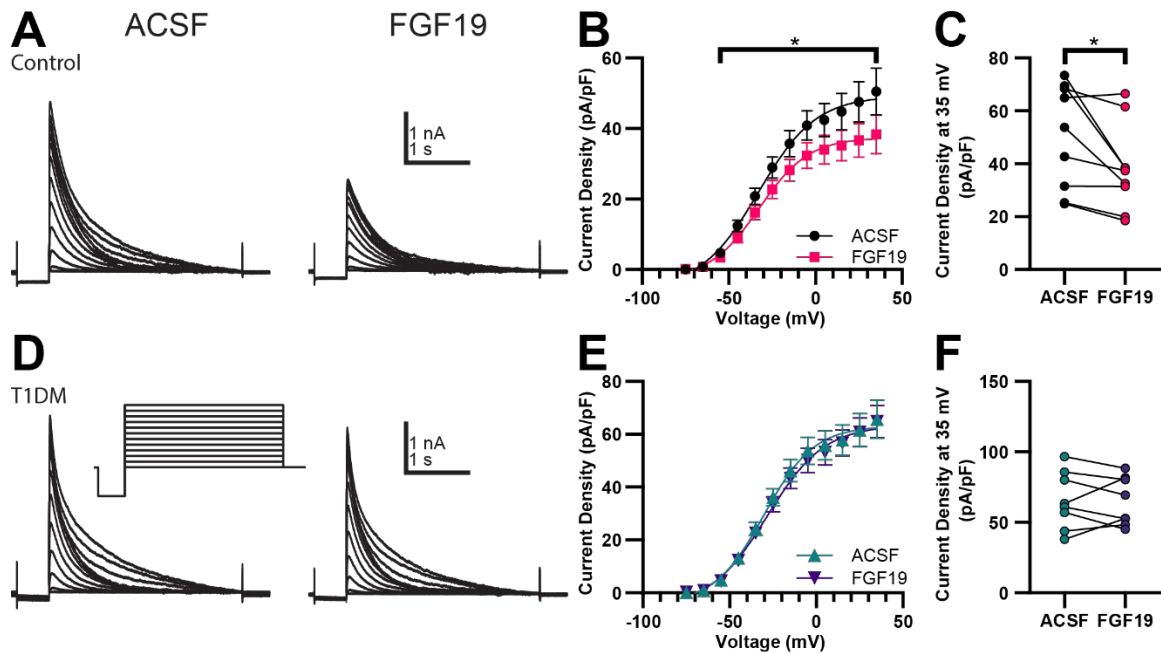 A
ACSF
FGF19
Control
1 nA
1 s
B
*
Current Density (pA/pF)
60
40
20
0
ACSF
FGF19
-100
-50
0
50
Voltage (mV)
C
*
Current Density at 35 mV
(pA/pF)
80
60
40
20
0
ACSF
FGF19
D
T1DM
1 nA
1 s
E
Current Density (pA/pF)
80
60
40
20
0
ACSF
FGF19
-100
-50
0
50
Voltage (mV)
F
Current Density at 35 mV
(pA/pF)
150
100
50
0
ACSF
FGF19